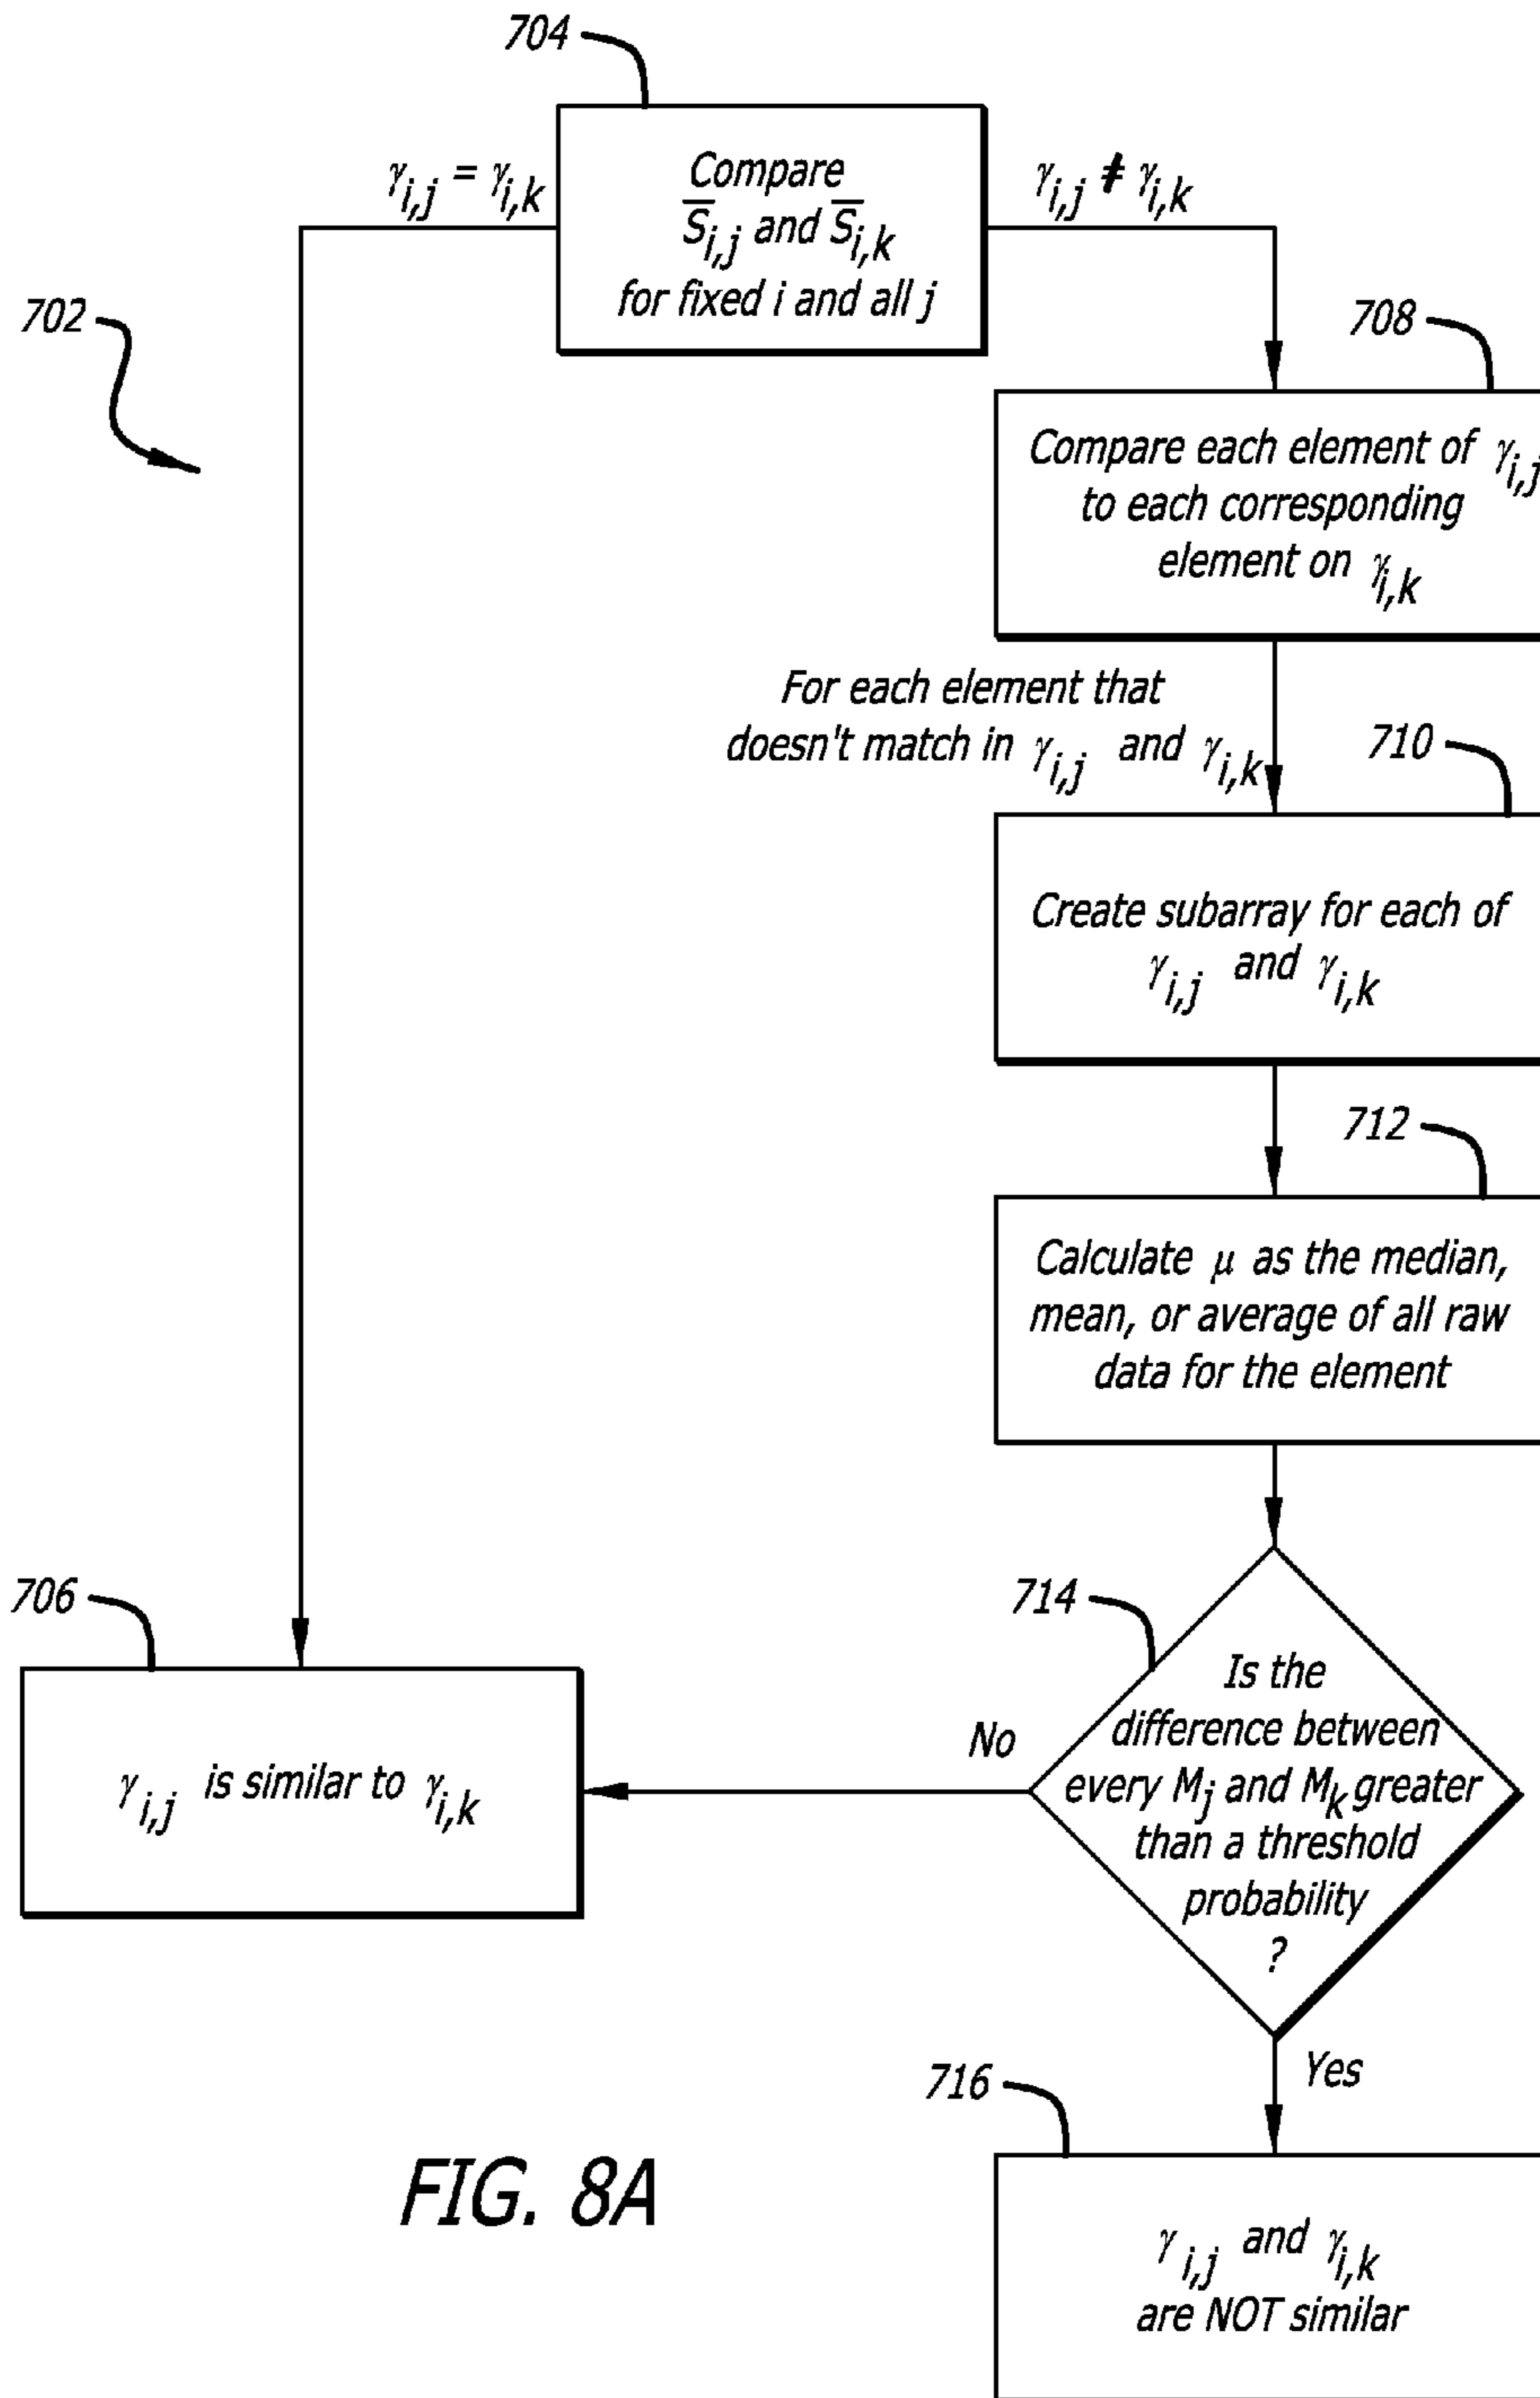 704
γi,j = γi,k
Compare
S̅i,j and S̅i,k
for fixed i and all j
γi,j ≠ γi,k
702
708
Compare each element of γi,j
to each corresponding
element on γi,k
For each element that
doesn't match in γi,j and γi,k
710
Create subarray for each of
γi,j and γi,k
712
Calculate μ as the median,
mean, or average of all raw
data for the element
706
714
Is the
difference between
every Mj and Mk greater
than a threshold
probability
?
No
γi,j is similar to γi,k
Yes
716
γi,j and γi,k
are NOT similar
FIG. 8A